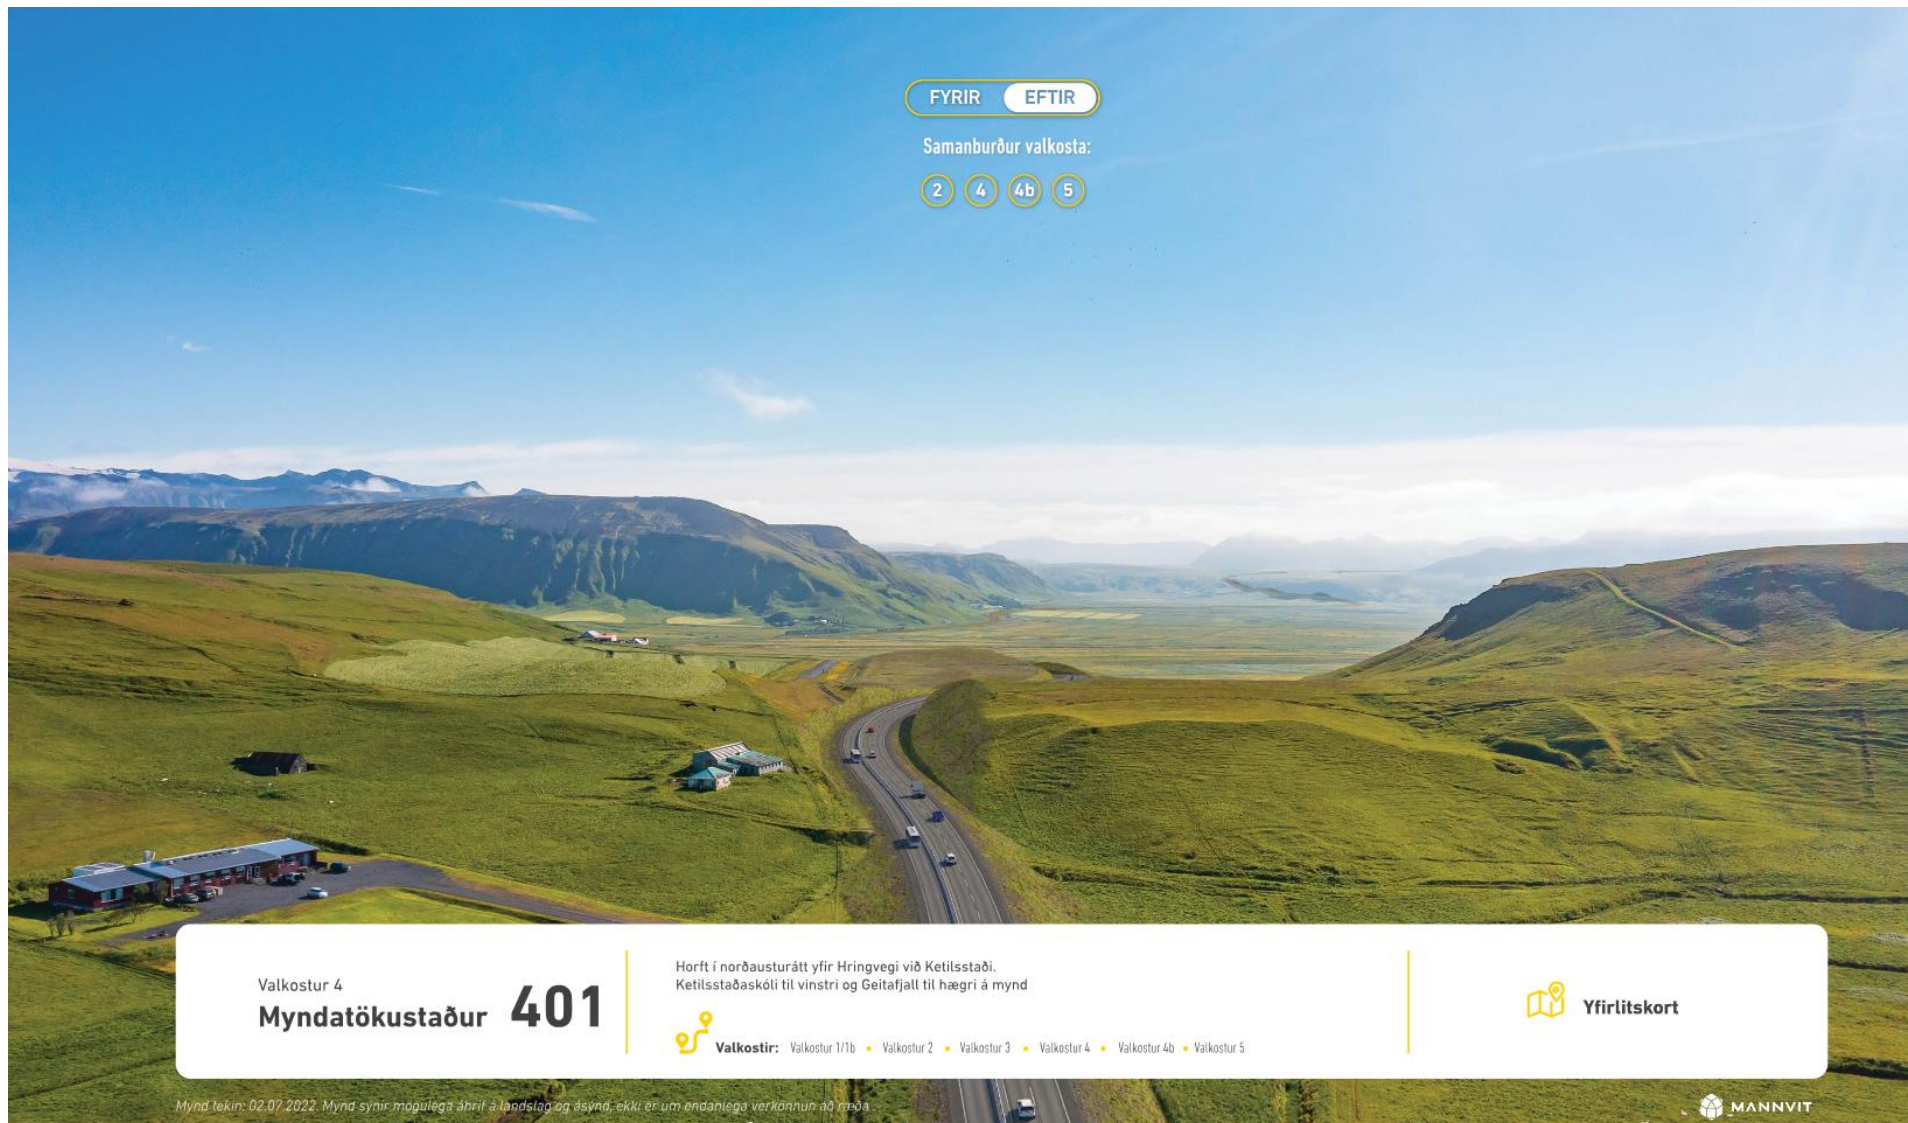 FYRIR EFTIR
Samanburður valkosta:
2 4 4b 5
Valkostur 4
Myndatökustaður 401
Horft í norðausturátt yfir Hringvegi við Ketilsstaði.
Ketilsstaðaskóli til vinstri og Geitafjall til hægri á mynd
Valkostir: Valkostur 1/1b • Valkostur 2 • Valkostur 3 • Valkostur 4 • Valkostur 4b • Valkostur 5
Yfirlitskort
Mynd tekin: 02.07.2022. Mynd sýnir mögulega áhrif á landslag og ásýnd, ekki er um endanlega verkönnun að ræða
MANNVIT